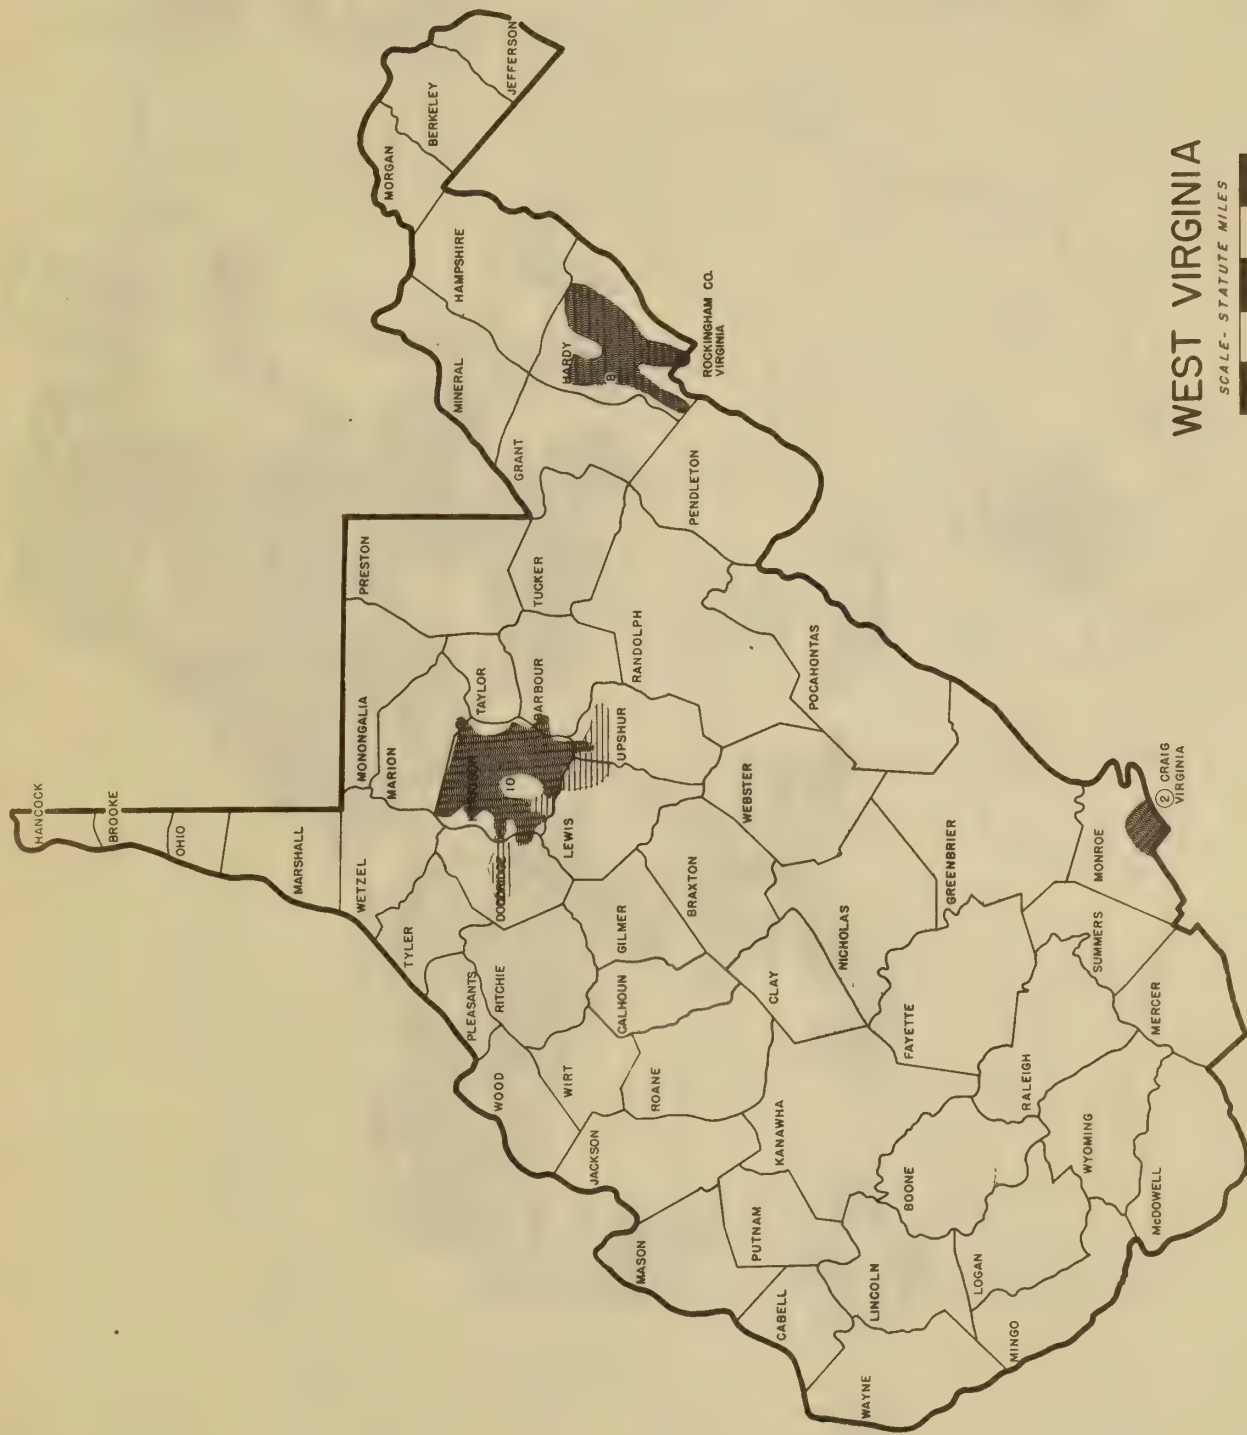 HANCOCK
BROOKE
OHIO
MARSHALL
WETZEL
MONONGALIA
MARION
PRESTON
TYLER
PLEASANTS
RITCHIE
DODDRIDGE
10
TAYLOR
BARBOUR
TUCKER
WOOD
WIRT
CALHOUN
GILMER
LEWIS
UPSHUR
RANDOLPH
GRANT
MINERAL
HAMPSHIRE
MORGAN
BERKELEY
JEFFERSON
HARDY
8
ROCKINGHAM CO.
VIRGINIA
PENDLETON
JACKSON
ROANE
BRAXTON
WEBSTER
POCAHONTAS
MASON
PUTNAM
KANAWHA
CLAY
NICHOLAS
GREENBRIER
CABELL
LINCOLN
BOONE
FAYETTE
WAYNE
MINGO
LOGAN
WYOMING
RALEIGH
SUMMERS
MONROE
McDOWELL
MERCER
2 CRAIG
VIRGINIA
WEST VIRGINIA
SCALE - STATUTE MILES